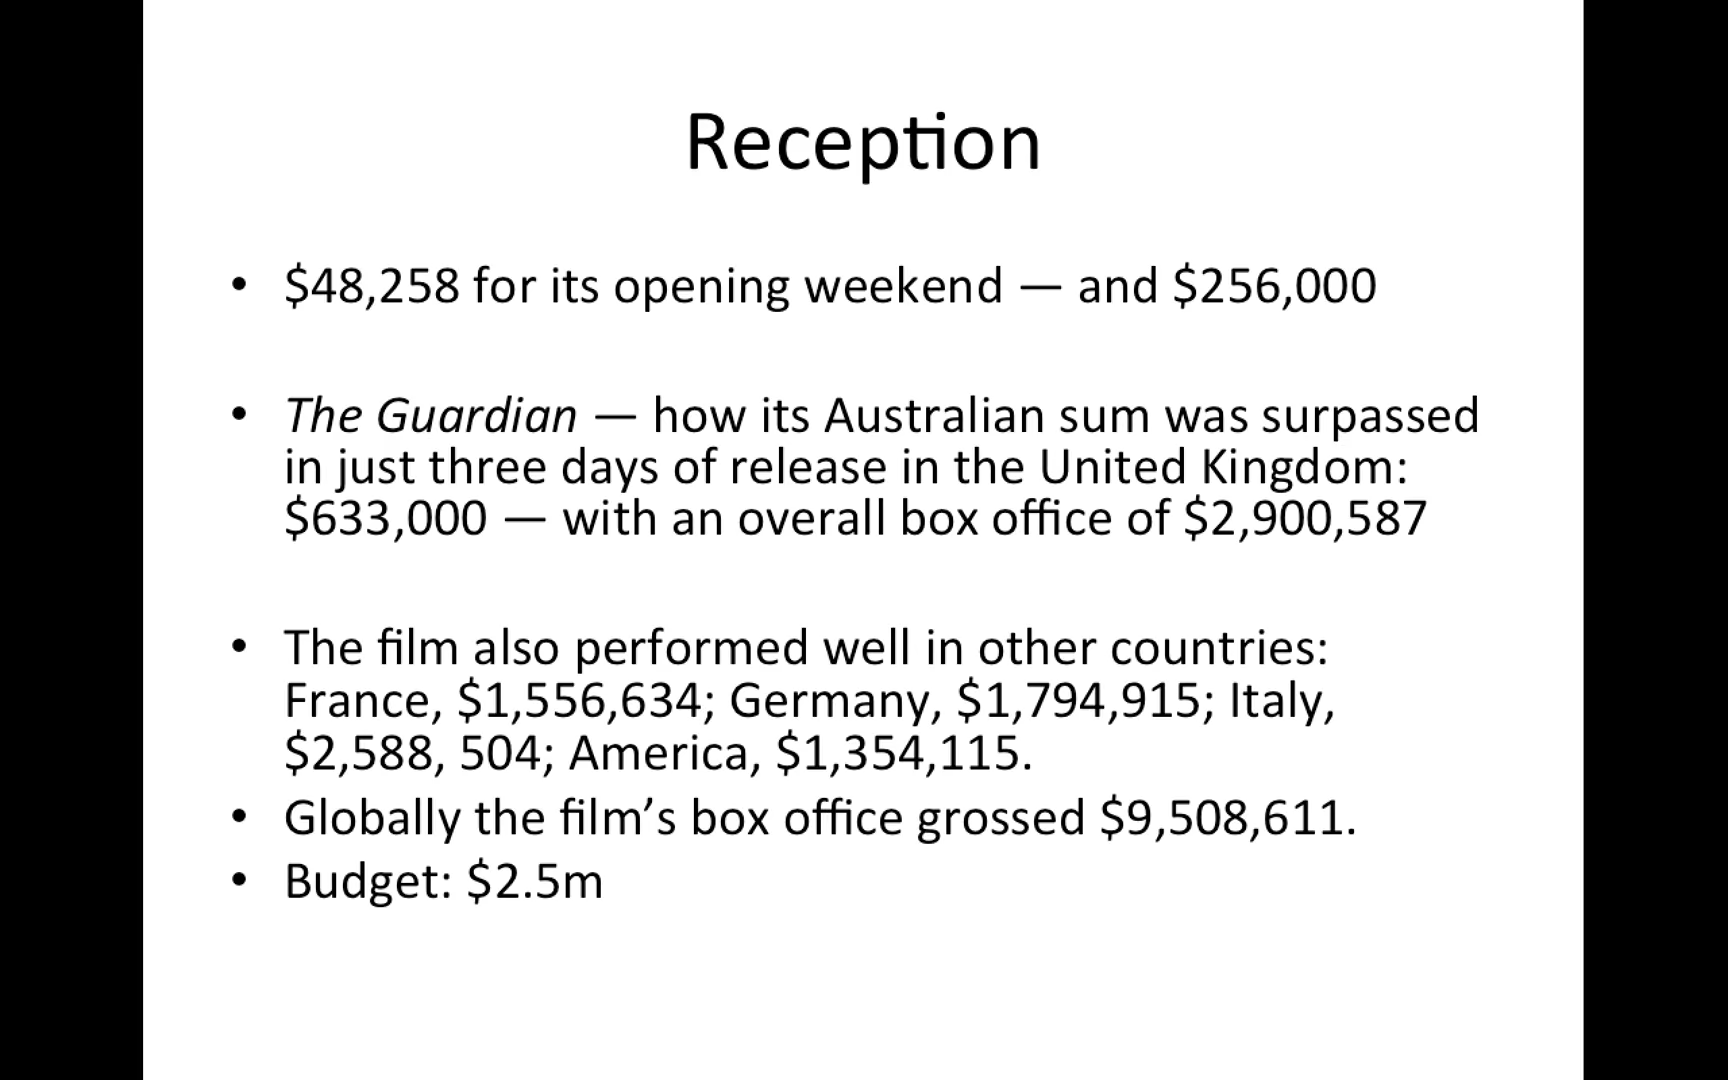 Reception
• $48,258 for its opening weekend — and $256,000
• The Guardian — how its Australian sum was surpassed
in just three days of release in the United Kingdom:
$633,000 — with an overall box office of $2,900,587
• The film also performed well in other countries:
France, $1,556,634; Germany, $1,794,915; Italy,
$2,588, 504; America, $1,354,115.
• Globally the film’s box office grossed $9,508,611.
• Budget: $2.5m